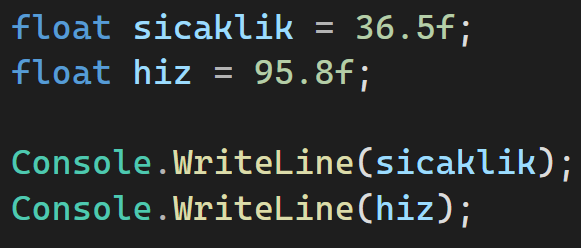 float sicaklik = 36.5f;
float hiz = 95.8f;
Console.WriteLine(sicaklik);
Console.WriteLine(hiz);